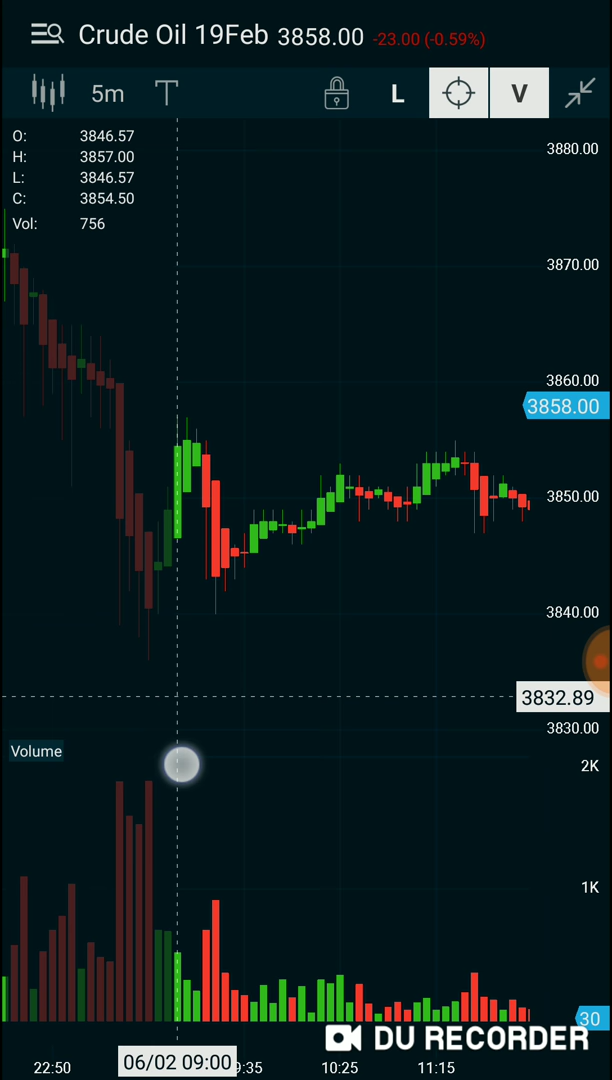 Crude Oil 19Feb 3858.00 -23.00 (-0.59%)
5m T L V
O: 3846.57
H: 3857.00
L: 3846.57
C: 3854.50
Vol: 756
3880.00
3870.00
3860.00
3858.00
3850.00
3840.00
3832.89
3830.00
Volume
2K
1K
30
DU RECORDER
22:50 06/02 09:00 9:35 10:25 11:15